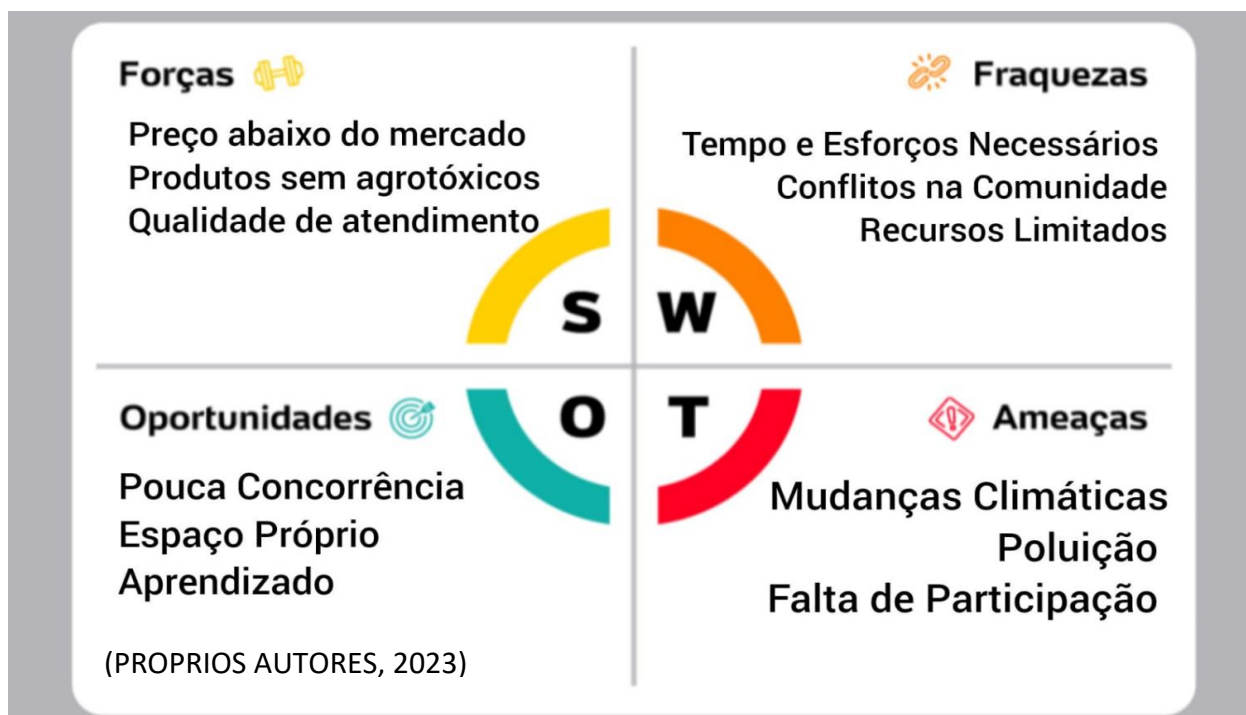 Forças
Preço abaixo do mercado
Produtos sem agrotóxicos
Qualidade de atendimento
Fraquezas
Tempo e Esforços Necessários
Conflitos na Comunidade
Recursos Limitados
S
W
O
T
Oportunidades
Pouca Concorrência
Espaço Próprio
Aprendizado
(PROPRIOS AUTORES, 2023)
Ameaças
Mudanças Climáticas
Poluição
Falta de Participação